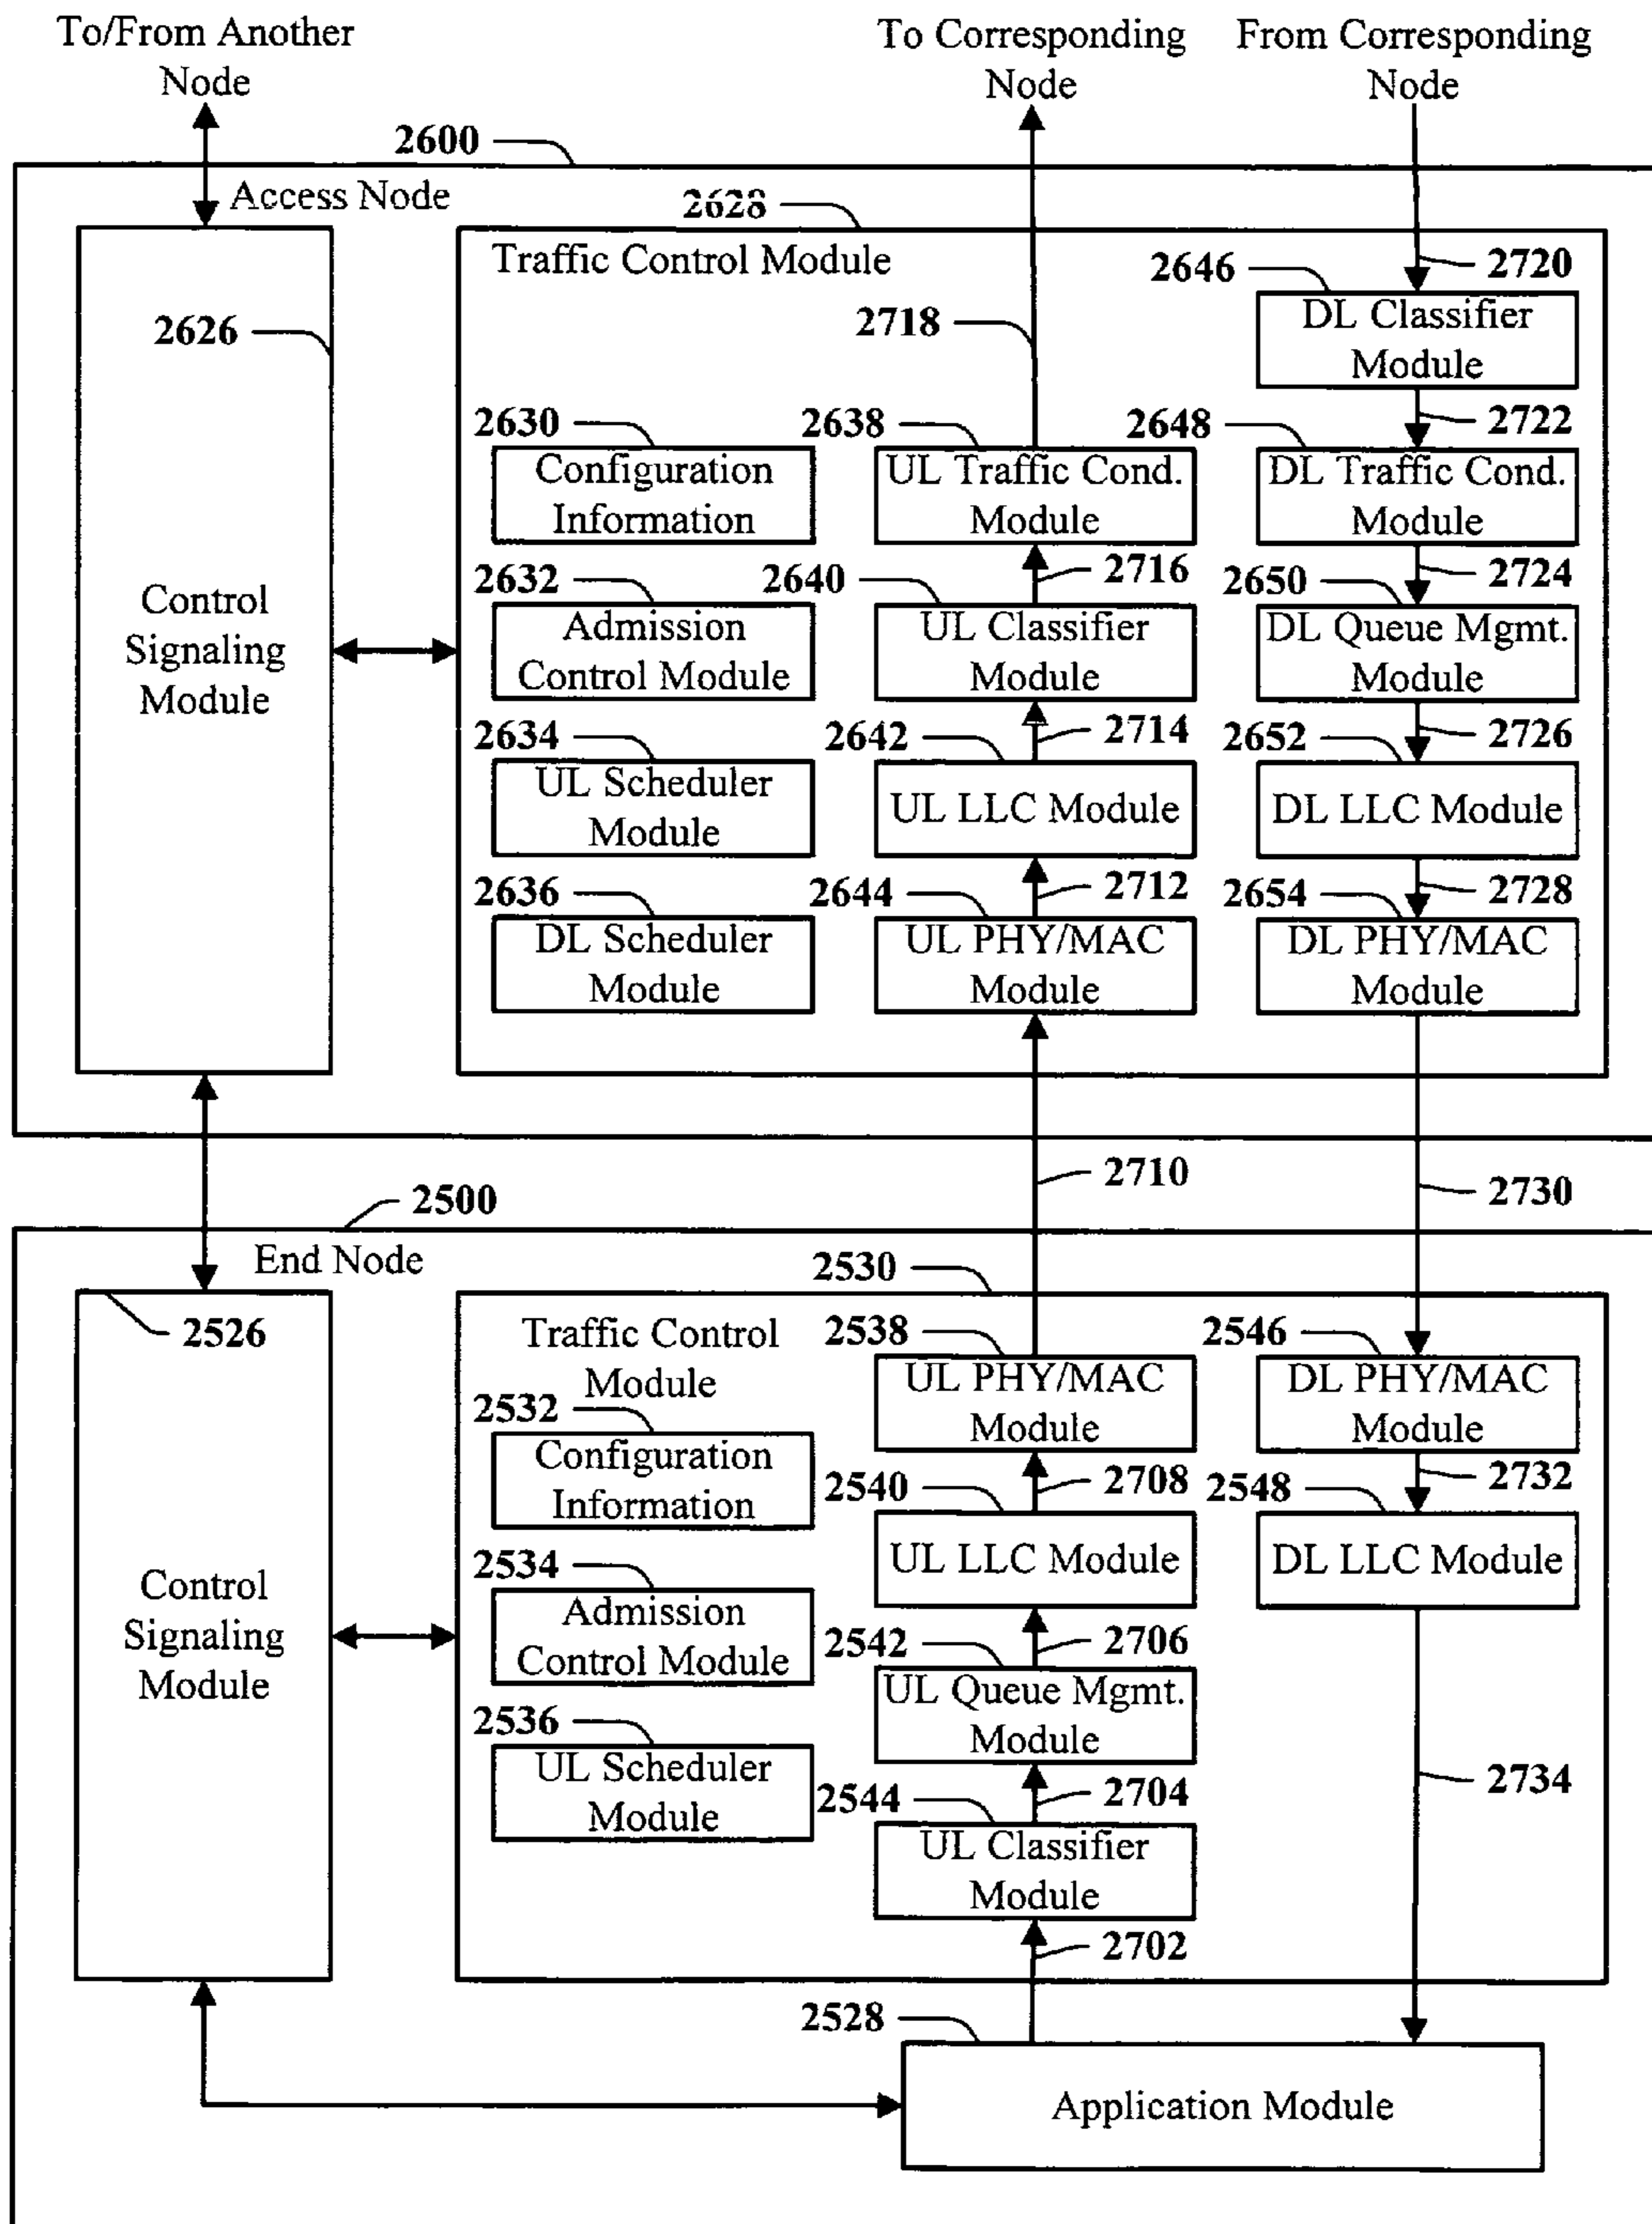 To/From Another
Node
To Corresponding
Node
From Corresponding
Node
2600
Access Node
2628
Traffic Control Module
2646
2720
DL Classifier
Module
2626
2718
2722
2630
2638
2648
Configuration
Information
UL Traffic Cond.
Module
DL Traffic Cond.
Module
2716
2724
2632
2640
2650
Control
Signaling
Module
Admission
Control Module
UL Classifier
Module
DL Queue Mgmt.
Module
2714
2726
2634
2642
2652
UL Scheduler
Module
UL LLC Module
DL LLC Module
2712
2728
2636
2644
2654
DL Scheduler
Module
UL PHY/MAC
Module
DL PHY/MAC
Module
2710
2730
2500
End Node
2530
2526
Traffic Control
Module
2538
2546
UL PHY/MAC
Module
DL PHY/MAC
Module
2532
Configuration
Information
2540
2708
2548
2732
UL LLC Module
DL LLC Module
2534
Control
Signaling
Module
Admission
Control Module
2542
2706
UL Queue Mgmt.
Module
2536
UL Scheduler
Module
2544
2704
2734
UL Classifier
Module
2702
2528
Application Module